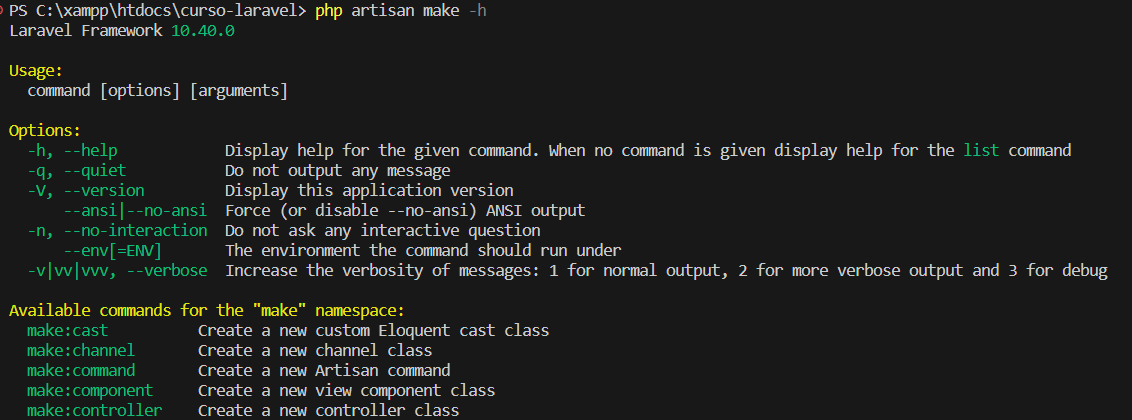 PS C:\xampp\htdocs\curso-laravel> php artisan make -h
Laravel Framework 10.40.0
Usage:
command [options] [arguments]
Options:
-h, --help Display help for the given command. When no command is given display help for the list command
-q, --quiet Do not output any message
-V, --version Display this application version
--ansi|--no-ansi Force (or disable --no-ansi) ANSI output
-n, --no-interaction Do not ask any interactive question
--env[=ENV] The environment the command should run under
-v|vv|vvv, --verbose Increase the verbosity of messages: 1 for normal output, 2 for more verbose output and 3 for debug
Available commands for the "make" namespace:
make:cast Create a new custom Eloquent cast class
make:channel Create a new channel class
make:command Create a new Artisan command
make:component Create a new view component class
make:controller Create a new controller class